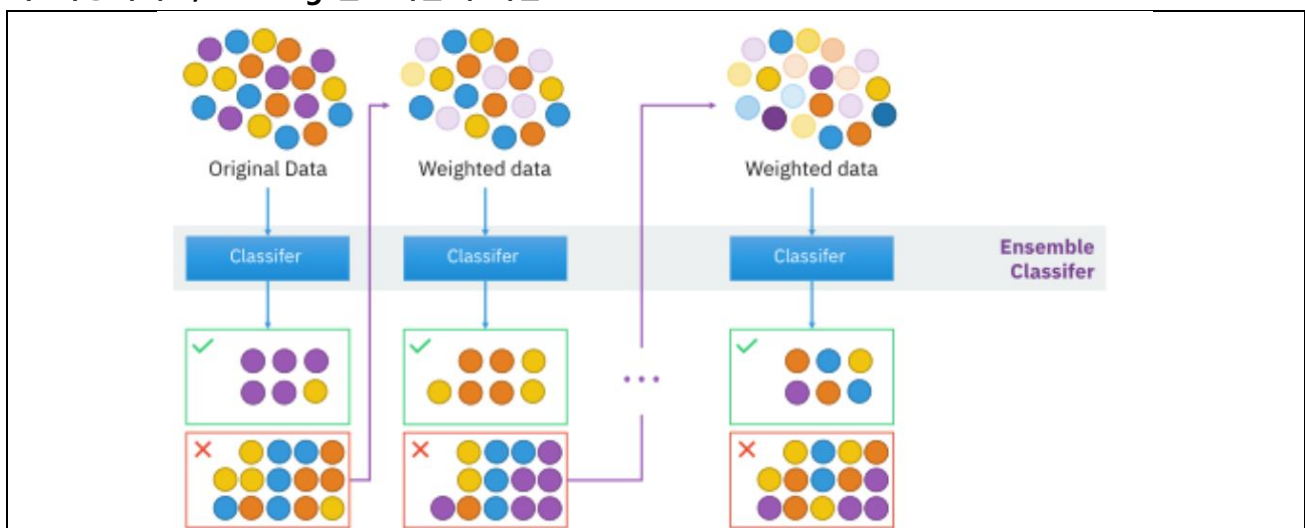 Original Data
Weighted data
Weighted data
Classifer
Classifer
Classifer
Ensemble
Classifer